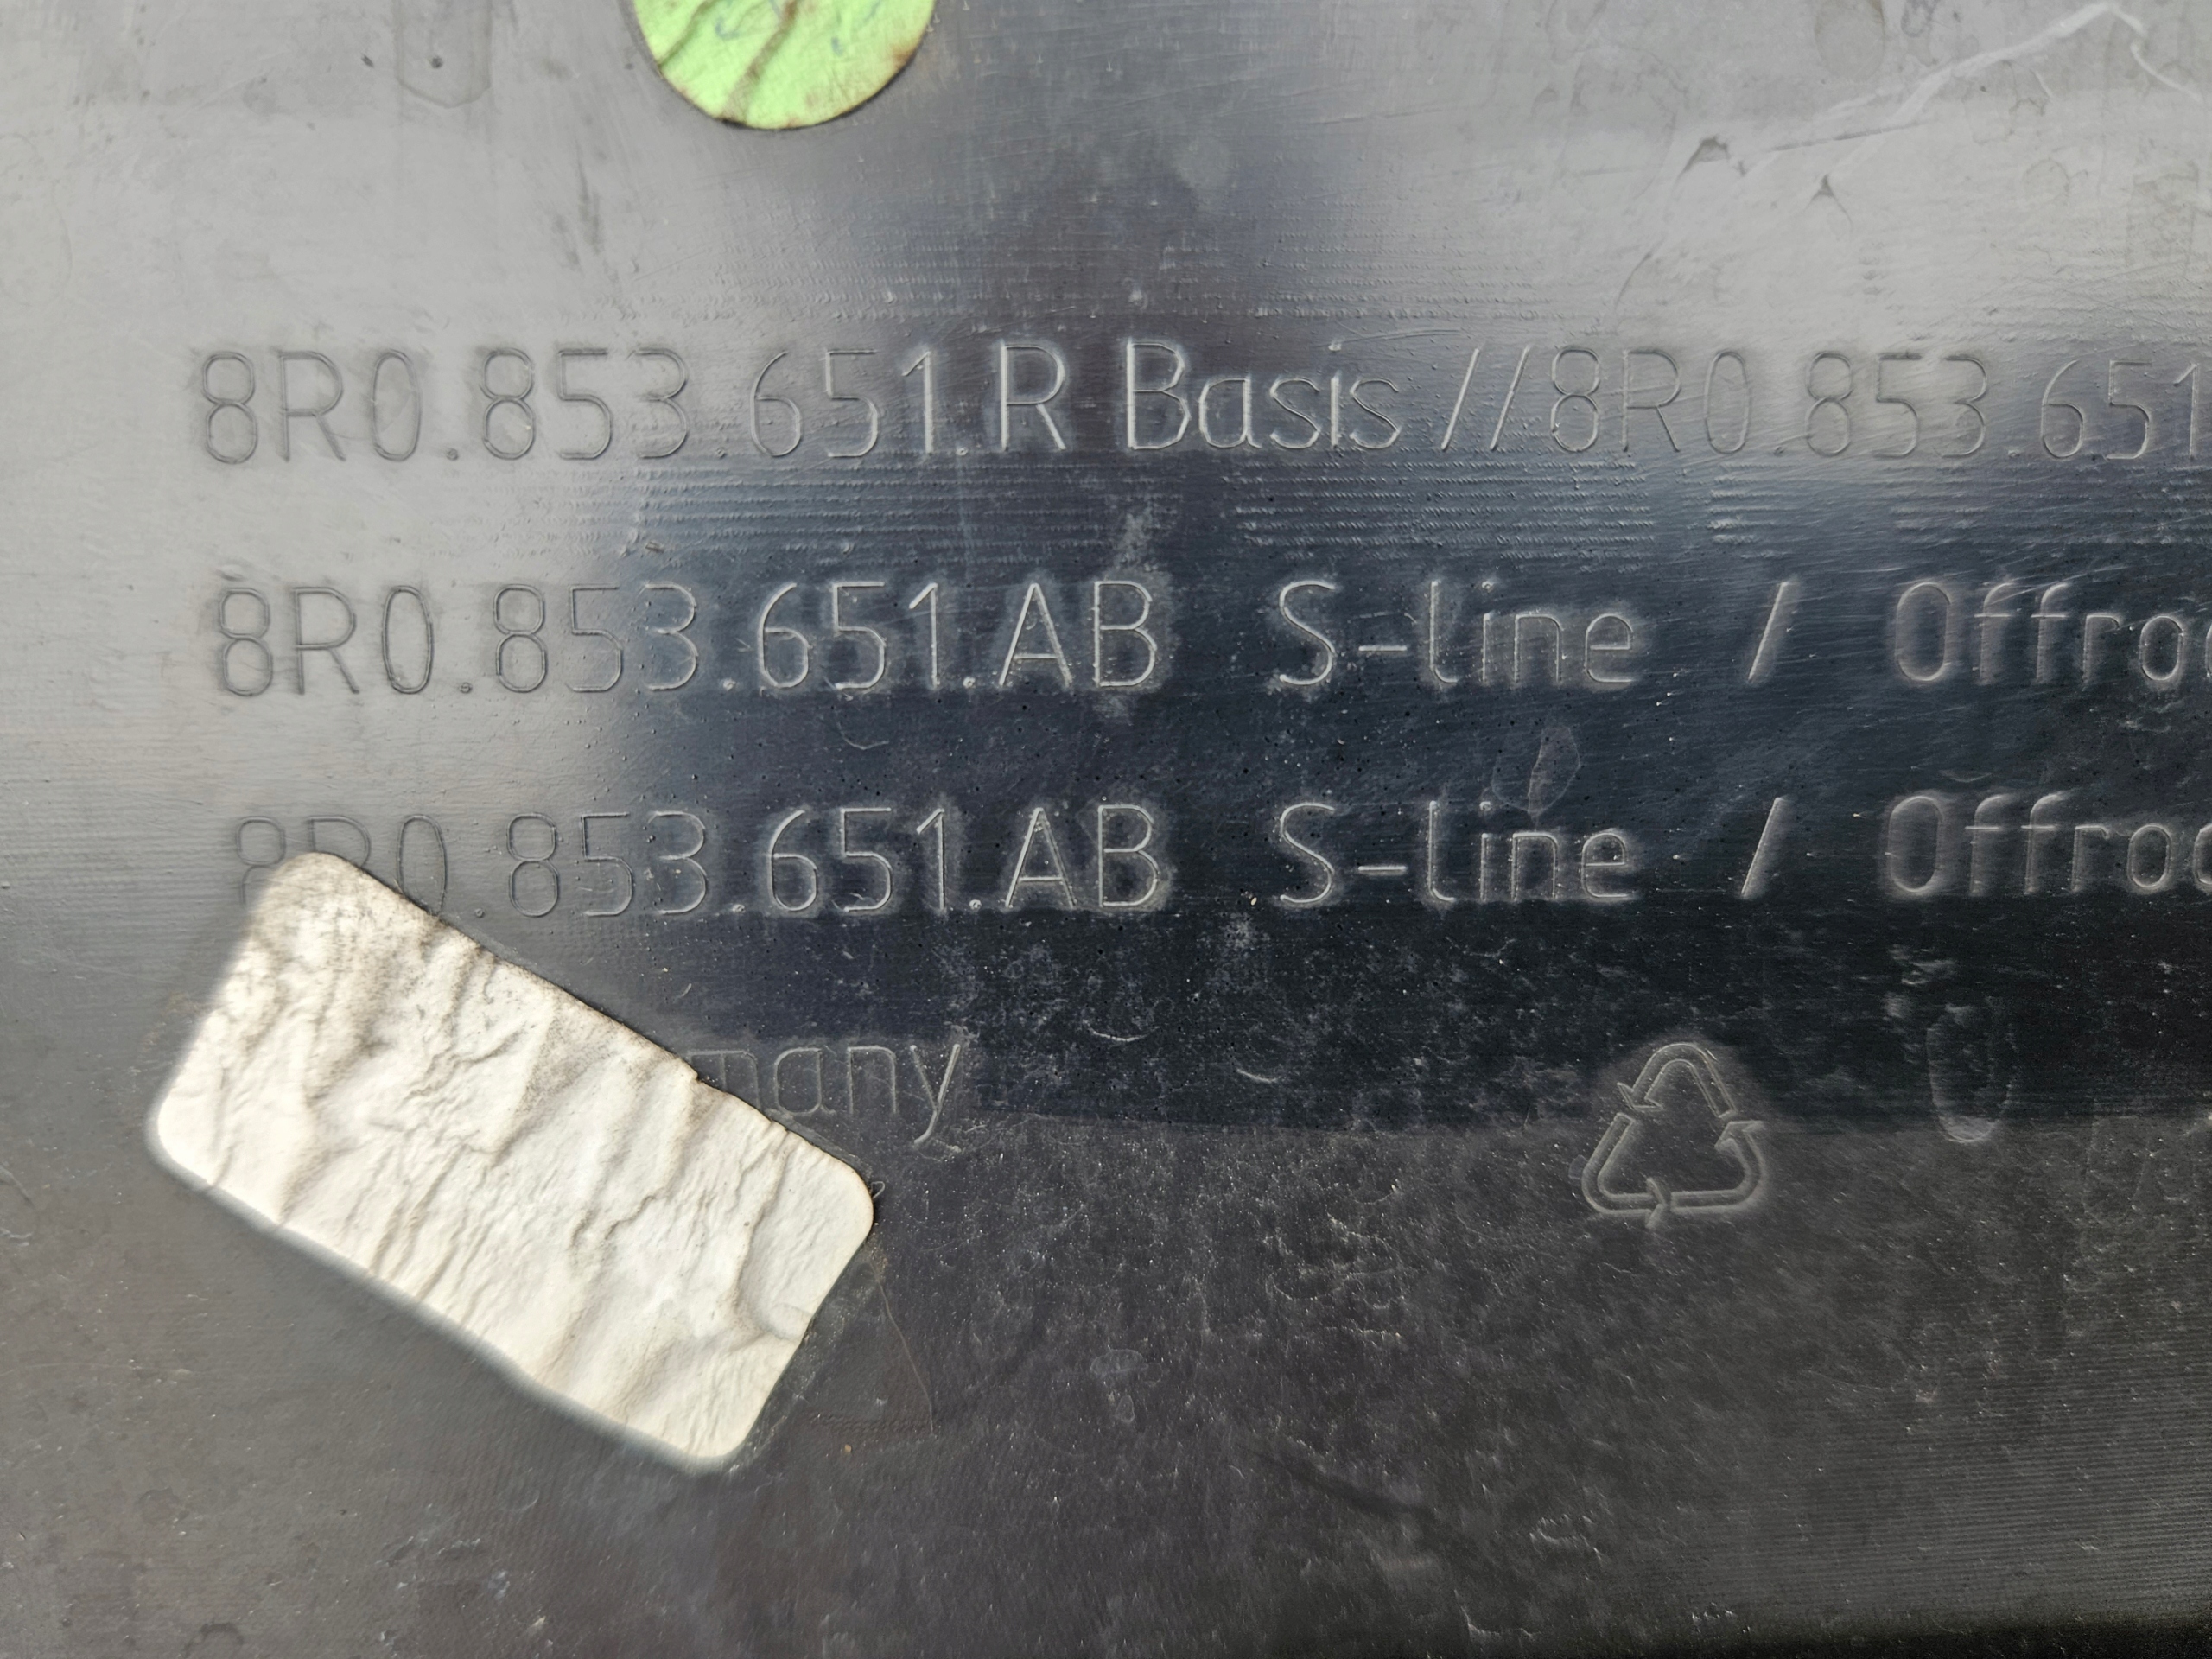 8R0.853.651.R Basis //8R0.853.651
8R0.853.651.AB S-line / Offroa
8R0.853.651.AB S-line / Offroa
many